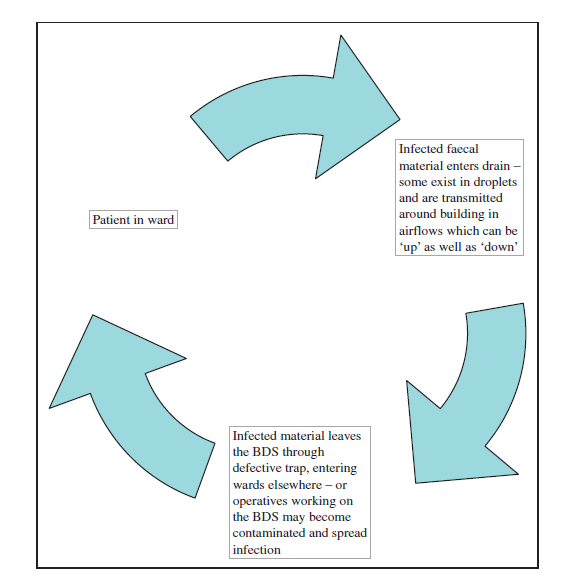 Patient in ward
Infected faecal
material enters drain –
some exist in droplets
and are transmitted
around building in
airflows which can be
‘up’ as well as ‘down’
Infected material leaves
the BDS through
defective trap, entering
wards elsewhere – or
operatives working on
the BDS may become
contaminated and spread
infection